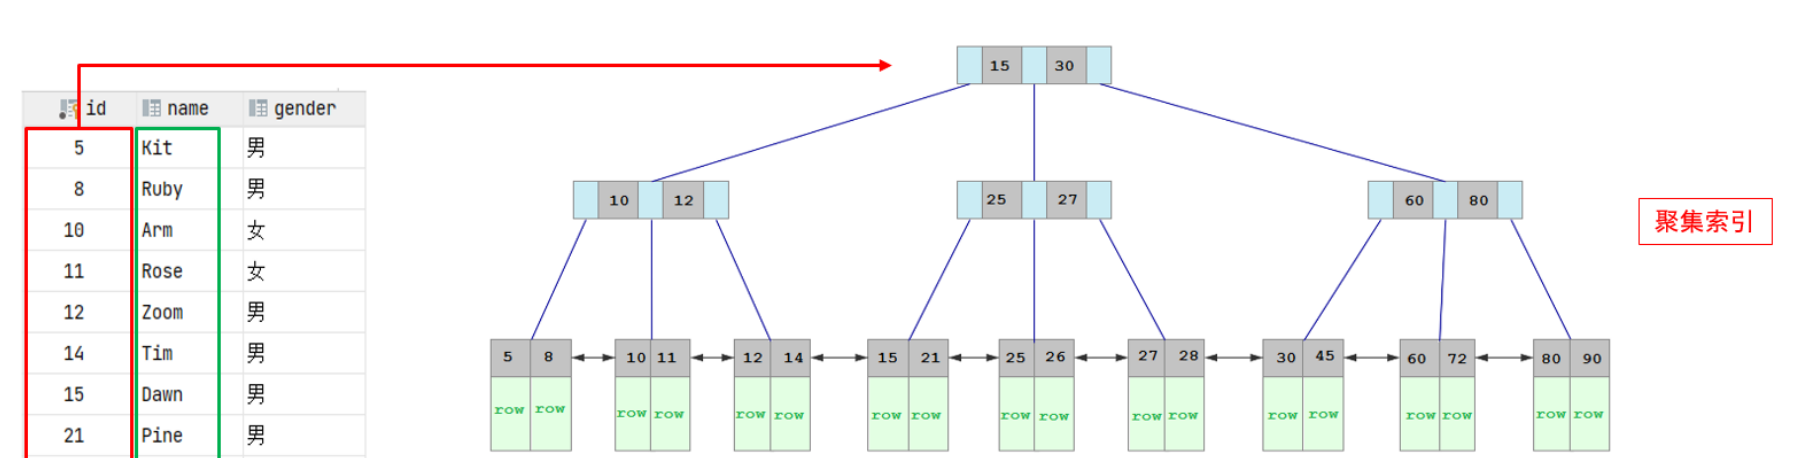 id name gender
5 Kit 男
8 Ruby 男
10 Arm 女
11 Rose 女
12 Zoom 男
14 Tim 男
15 Dawn 男
21 Pine 男
15 30
10 12 25 27 60 80
聚集索引
5 8 10 11 12 14 15 21 25 26 27 28 30 45 60 72 80 90
row row row row row row row row row row row row row row row row row row